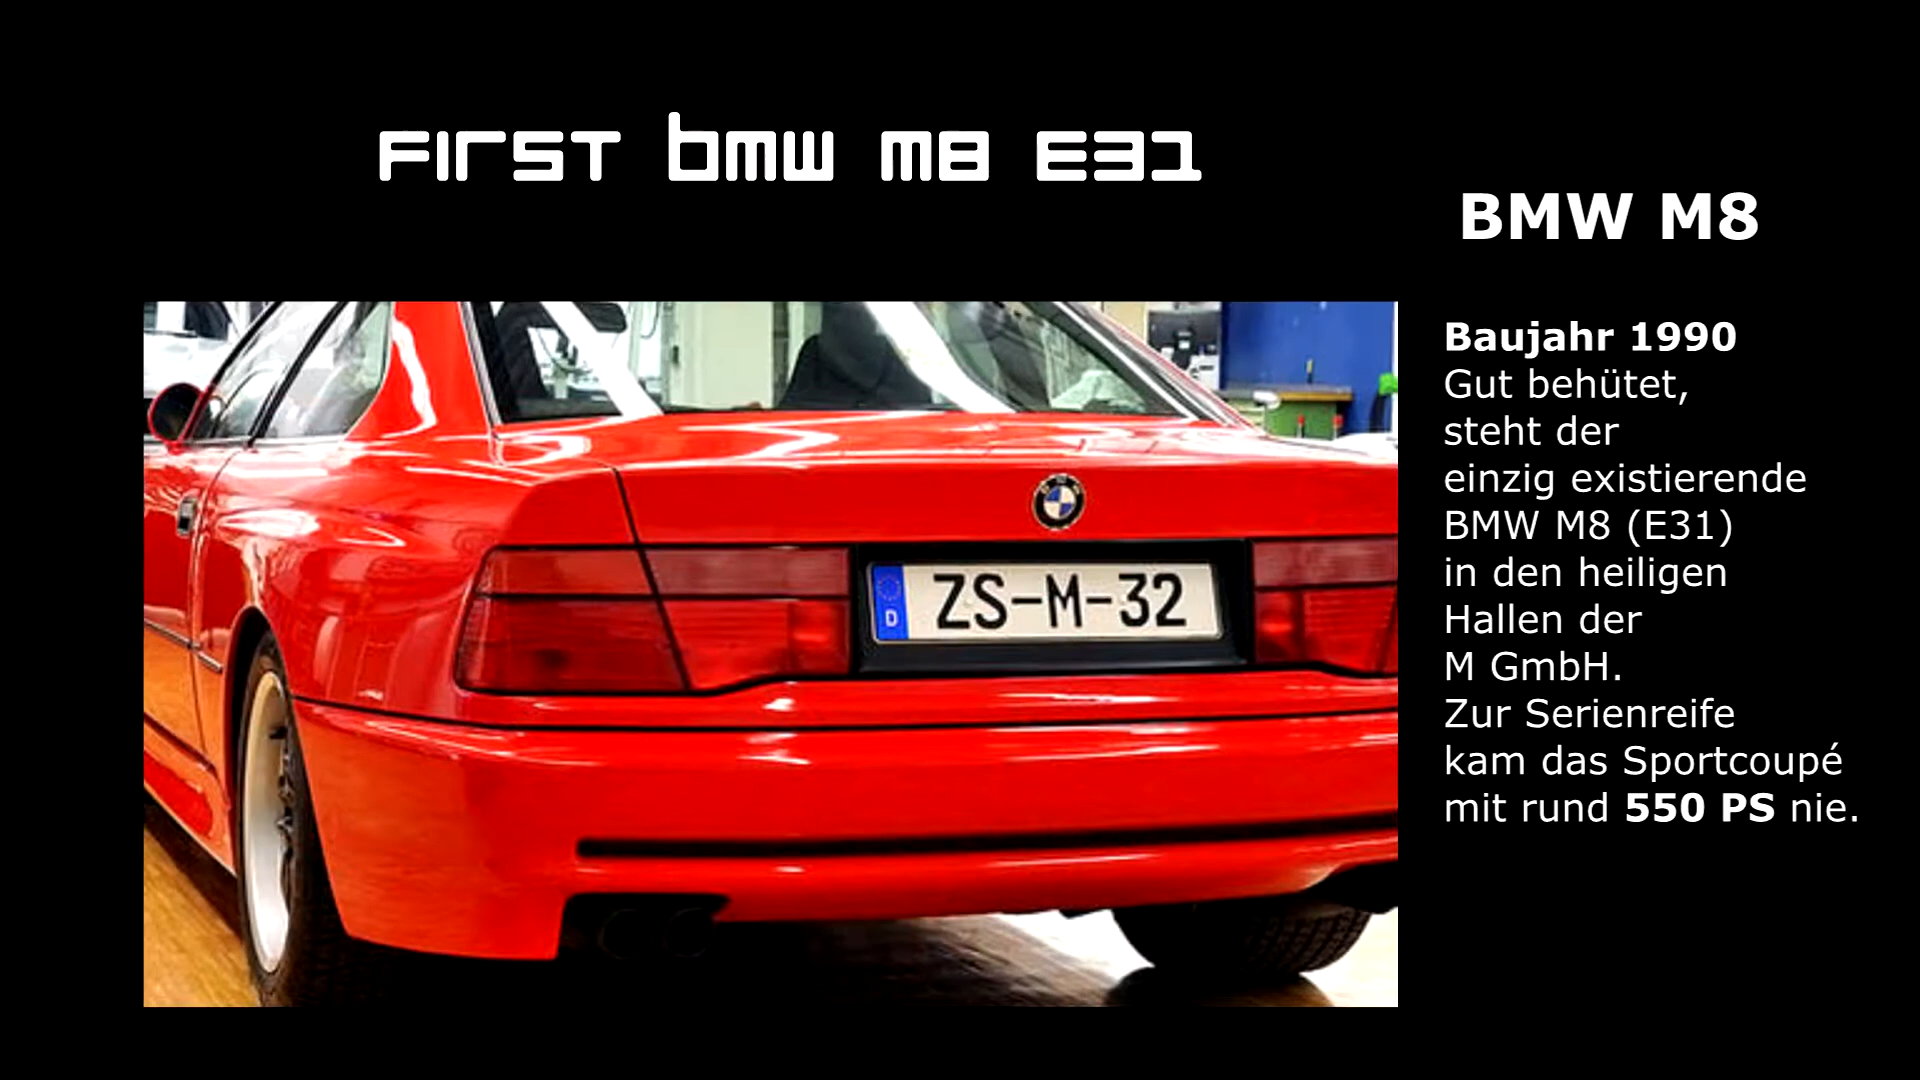 FIrST bmw m8 E31
BMW M8
Baujahr 1990
Gut behütet,
steht der
einzig existierende
BMW M8 (E31)
in den heiligen
Hallen der
M GmbH.
Zur Serienreife
kam das Sportcoupé
mit rund 550 PS nie.
D
ZS-M-32